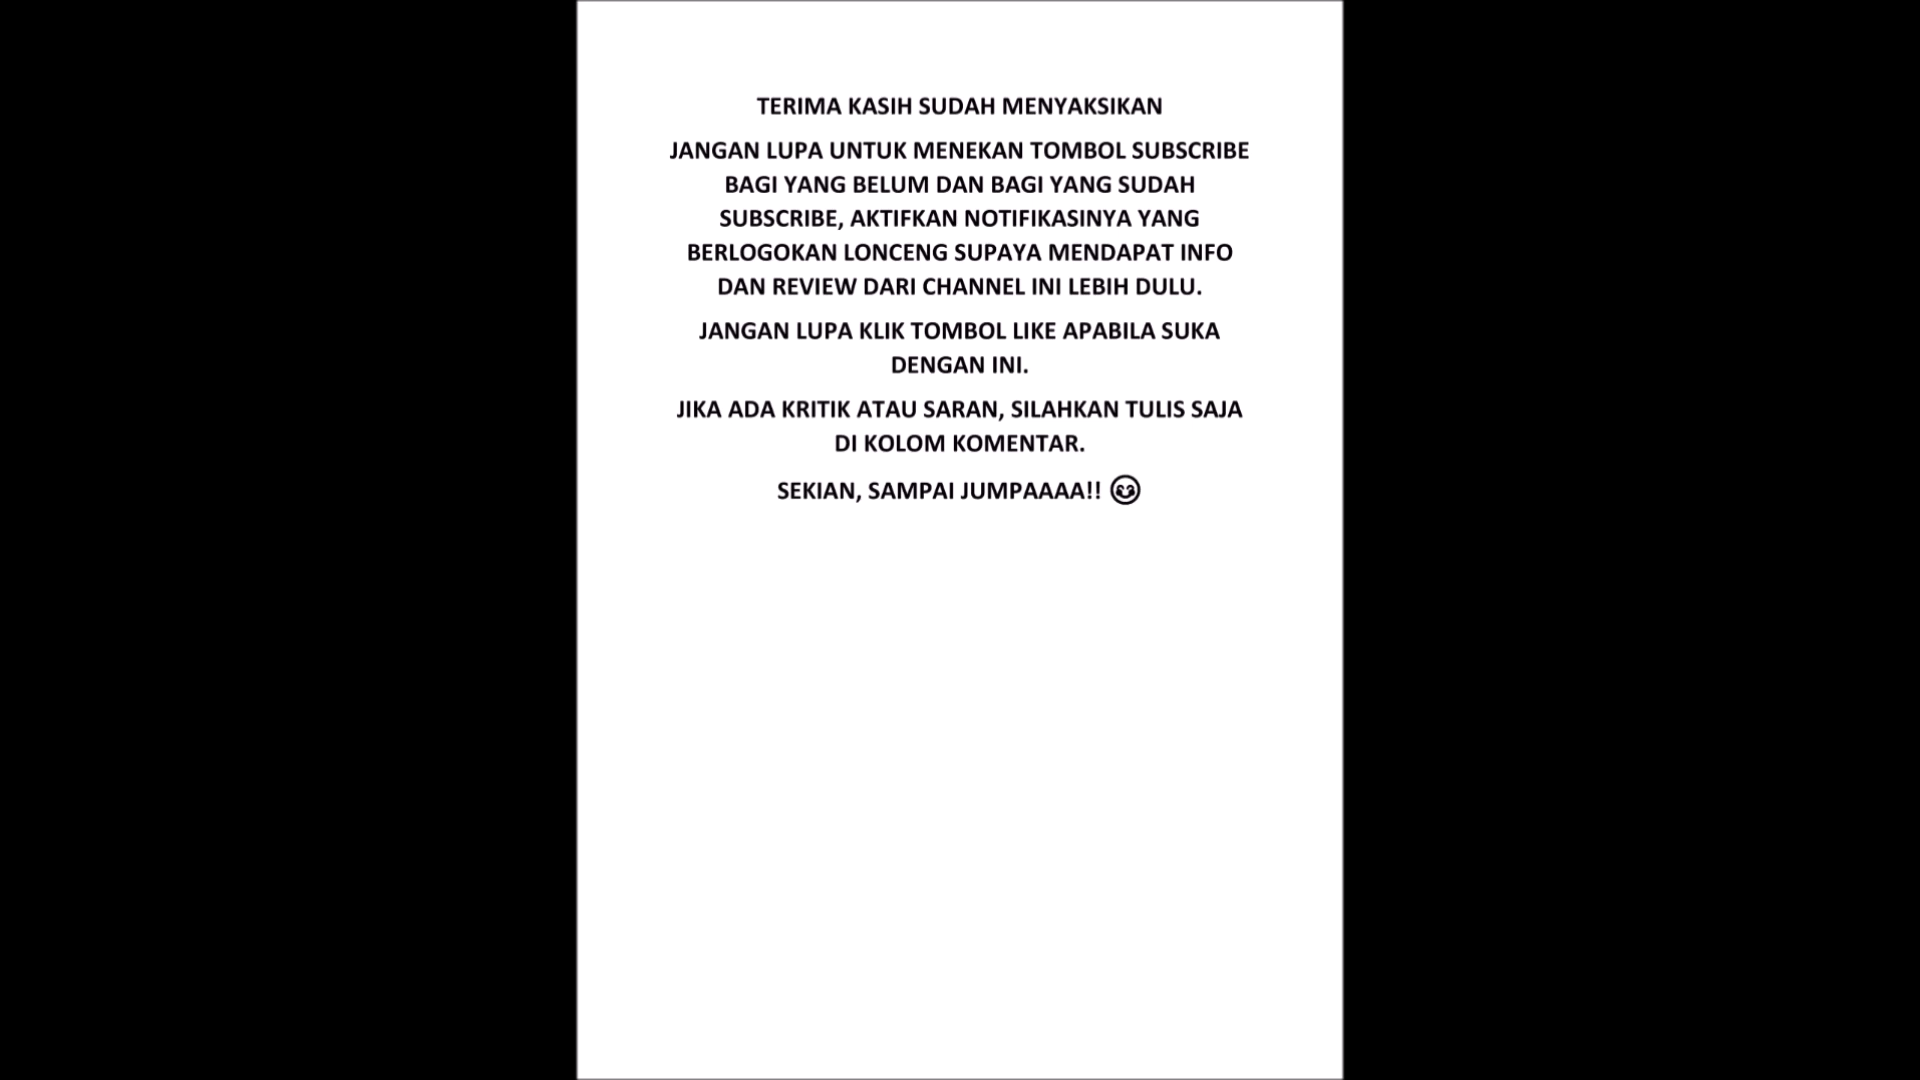 TERIMA KASIH SUDAH MENYAKSIKAN
JANGAN LUPA UNTUK MENEKAN TOMBOL SUBSCRIBE
BAGI YANG BELUM DAN BAGI YANG SUDAH
SUBSCRIBE, AKTIFKAN NOTIFIKASINYA YANG
BERLOGOKAN LONCENG SUPAYA MENDAPAT INFO
DAN REVIEW DARI CHANNEL INI LEBIH DULU.
JANGAN LUPA KLIK TOMBOL LIKE APABILA SUKA
DENGAN INI.
JIKA ADA KRITIK ATAU SARAN, SILAHKAN TULIS SAJA
DI KOLOM KOMENTAR.
SEKIAN, SAMPAI JUMPAAAA!! 😊